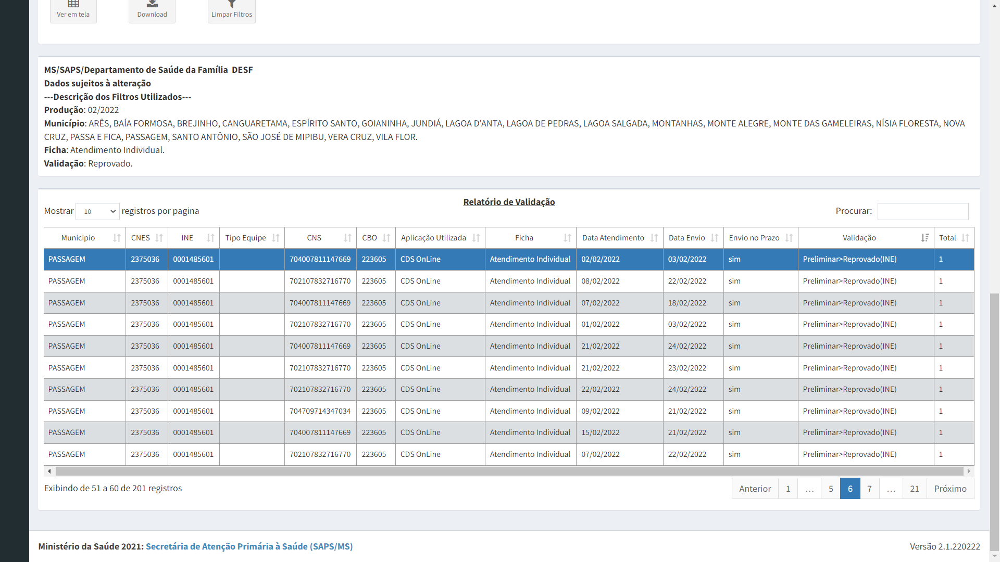 Ver em tela Download Limpar Filtros
MS/SAPS/Departamento de Saúde da Família  DESF
Dados sujeitos à alteração
---Descrição dos Filtros Utilizados---
Produção: 02/2022
Município: ARÊS, BAÍA FORMOSA, BREJINHO, CANGUARETAMA, ESPÍRITO SANTO, GOIANINHA, JUNDIÁ, LAGOA D'ANTA, LAGOA DE PEDRAS, LAGOA SALGADA, MONTANHAS, MONTE ALEGRE, MONTE DAS GAMELEIRAS, NÍSIA FLORESTA, NOVA
CRUZ, PASSA E FICA, PASSAGEM, SANTO ANTÔNIO, SÃO JOSÉ DE MIPIBU, VERA CRUZ, VILA FLOR.
Ficha: Atendimento Individual.
Validação: Reprovado.
Relatório de Validação
Mostrar 10 registros por pagina Procurar:
Municipio CNES INE Tipo Equipe CNS CBO Aplicação Utilizada Ficha Data Atendimento Data Envio Envio no Prazo Validação Total
PASSAGEM 2375036 0001485601 704007811147669 223605 CDS OnLine Atendimento Individual 02/02/2022 03/02/2022 sim Preliminar>Reprovado(INE) 1
PASSAGEM 2375036 0001485601 702107832716770 223605 CDS OnLine Atendimento Individual 08/02/2022 22/02/2022 sim Preliminar>Reprovado(INE) 1
PASSAGEM 2375036 0001485601 704007811147669 223605 CDS OnLine Atendimento Individual 07/02/2022 18/02/2022 sim Preliminar>Reprovado(INE) 1
PASSAGEM 2375036 0001485601 702107832716770 223605 CDS OnLine Atendimento Individual 01/02/2022 03/02/2022 sim Preliminar>Reprovado(INE) 1
PASSAGEM 2375036 0001485601 704007811147669 223605 CDS OnLine Atendimento Individual 21/02/2022 24/02/2022 sim Preliminar>Reprovado(INE) 1
PASSAGEM 2375036 0001485601 702107832716770 223605 CDS OnLine Atendimento Individual 21/02/2022 23/02/2022 sim Preliminar>Reprovado(INE) 1
PASSAGEM 2375036 0001485601 702107832716770 223605 CDS OnLine Atendimento Individual 22/02/2022 24/02/2022 sim Preliminar>Reprovado(INE) 1
PASSAGEM 2375036 0001485601 704709714347034 223605 CDS OnLine Atendimento Individual 09/02/2022 21/02/2022 sim Preliminar>Reprovado(INE) 1
PASSAGEM 2375036 0001485601 704007811147669 223605 CDS OnLine Atendimento Individual 15/02/2022 21/02/2022 sim Preliminar>Reprovado(INE) 1
PASSAGEM 2375036 0001485601 702107832716770 223605 CDS OnLine Atendimento Individual 07/02/2022 22/02/2022 sim Preliminar>Reprovado(INE) 1
Exibindo de 51 a 60 de 201 registros Anterior 1 … 5 6 7 … 21 Próximo
Ministério da Saúde 2021: Secretária de Atenção Primária à Saúde (SAPS/MS) Versão 2.1.220222